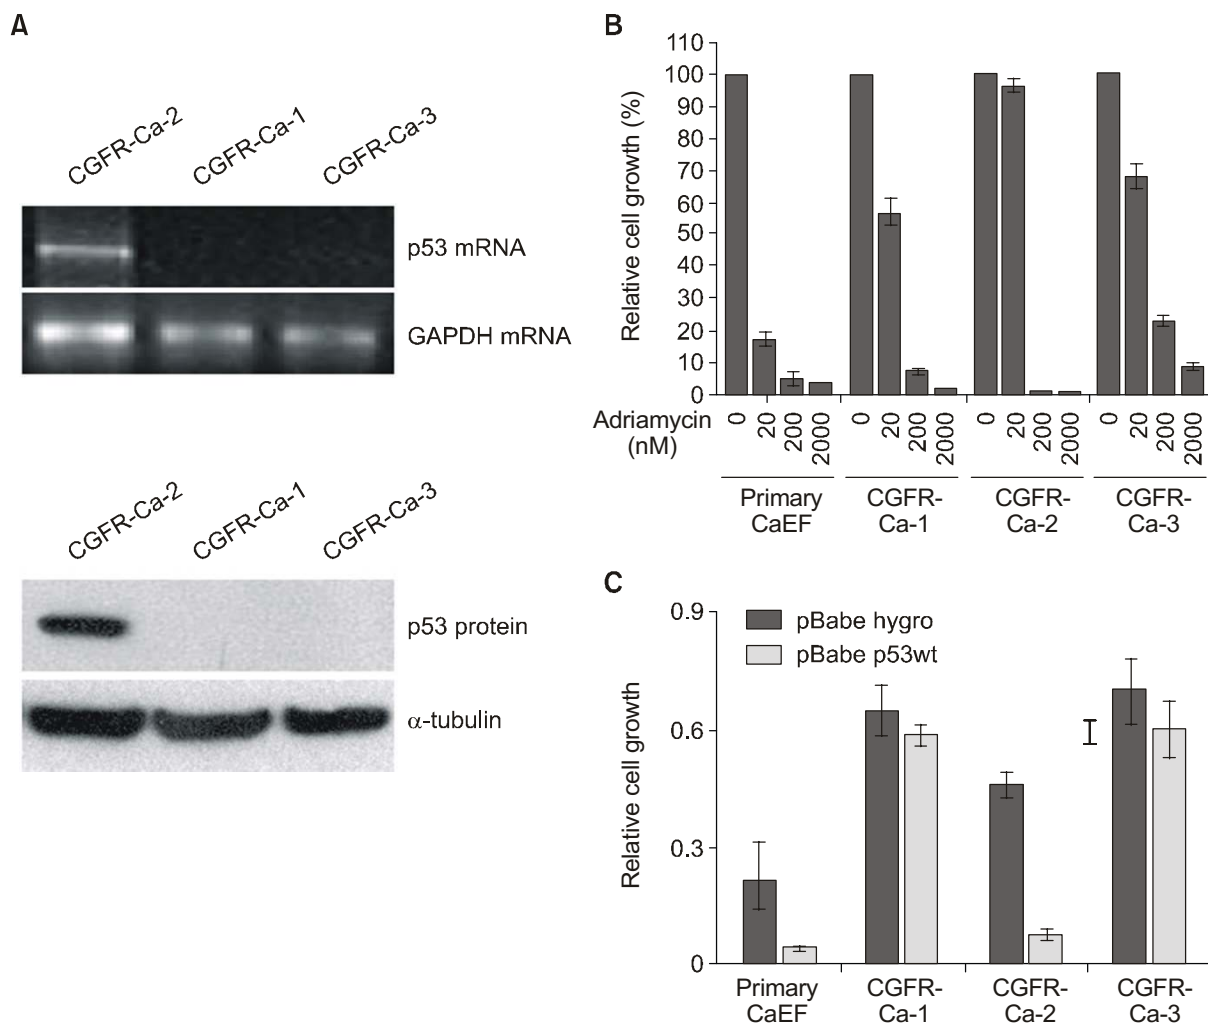 A
CGFR-Ca-2
CGFR-Ca-1
CGFR-Ca-3
p53 mRNA
GAPDH mRNA
CGFR-Ca-2
CGFR-Ca-1
CGFR-Ca-3
p53 protein
α-tubulin
B
Relative cell growth (%)
110
100
90
80
70
60
50
40
30
20
10
0
Adriamycin
(nM)
0 20 200 2000 0 20 200 2000 0 20 200 2000 0 20 200 2000
Primary CGFR- CGFR- CGFR-
CaEF Ca-1 Ca-2 Ca-3
C
Relative cell growth
0.9
0.6
0.3
0
pBabe hygro
pBabe p53wt
Primary CGFR- CGFR- CGFR-
CaEF Ca-1 Ca-2 Ca-3